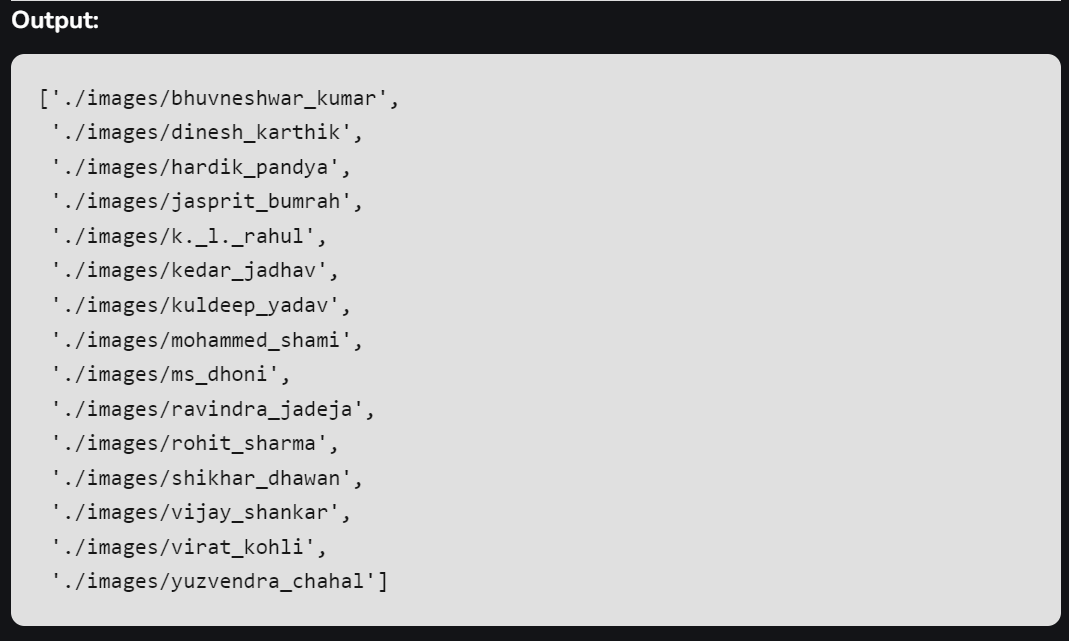 Output:
['./images/bhuvneshwar_kumar',
'./images/dinesh_karthik',
'./images/hardik_pandya',
'./images/jasprit_bumrah',
'./images/k._l._rahul',
'./images/kedar_jadhav',
'./images/kuldeep_yadav',
'./images/mohammed_shami',
'./images/ms_dhoni',
'./images/ravindra_jadeja',
'./images/rohit_sharma',
'./images/shikhar_dhawan',
'./images/vijay_shankar',
'./images/virat_kohli',
'./images/yuzvendra_chahal']